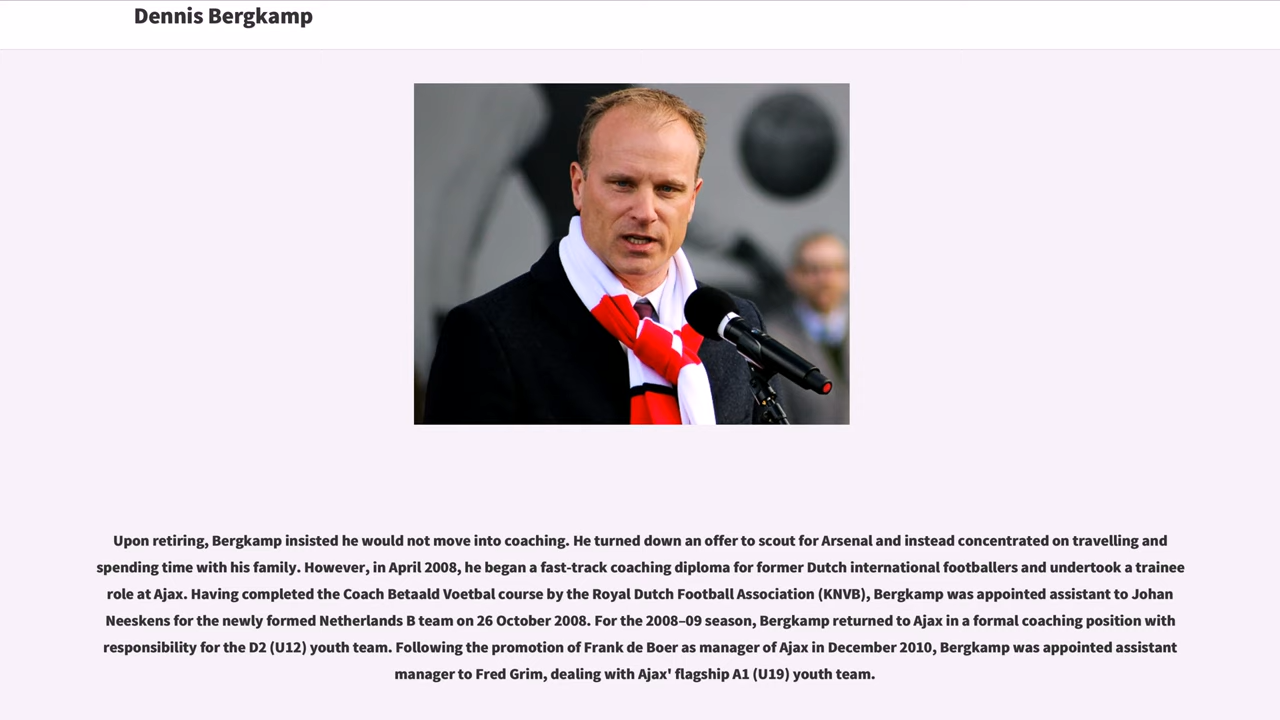 Dennis Bergkamp
Upon retiring, Bergkamp insisted he would not move into coaching. He turned down an offer to scout for Arsenal and instead concentrated on travelling and
spending time with his family. However, in April 2008, he began a fast-track coaching diploma for former Dutch international footballers and undertook a trainee
role at Ajax. Having completed the Coach Betaald Voetbal course by the Royal Dutch Football Association (KNVB), Bergkamp was appointed assistant to Johan
Neeskens for the newly formed Netherlands B team on 26 October 2008. For the 2008–09 season, Bergkamp returned to Ajax in a formal coaching position with
responsibility for the D2 (U12) youth team. Following the promotion of Frank de Boer as manager of Ajax in December 2010, Bergkamp was appointed assistant
manager to Fred Grim, dealing with Ajax' flagship A1 (U19) youth team.